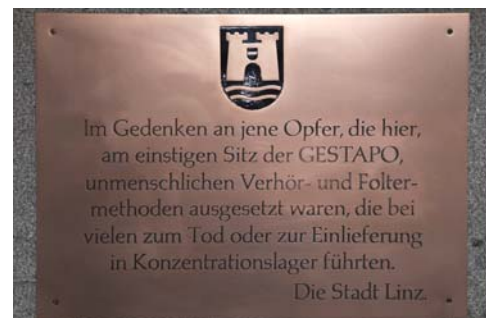 Im Gedenken an jene Opfer, die hier,
am einstigen Sitz der GESTAPO,
unmenschlichen Verhör- und Folter-
methoden ausgesetzt waren, die bei
vielen zum Tod oder zur Einlieferung
in Konzentrationslager führten.
Die Stadt Linz.